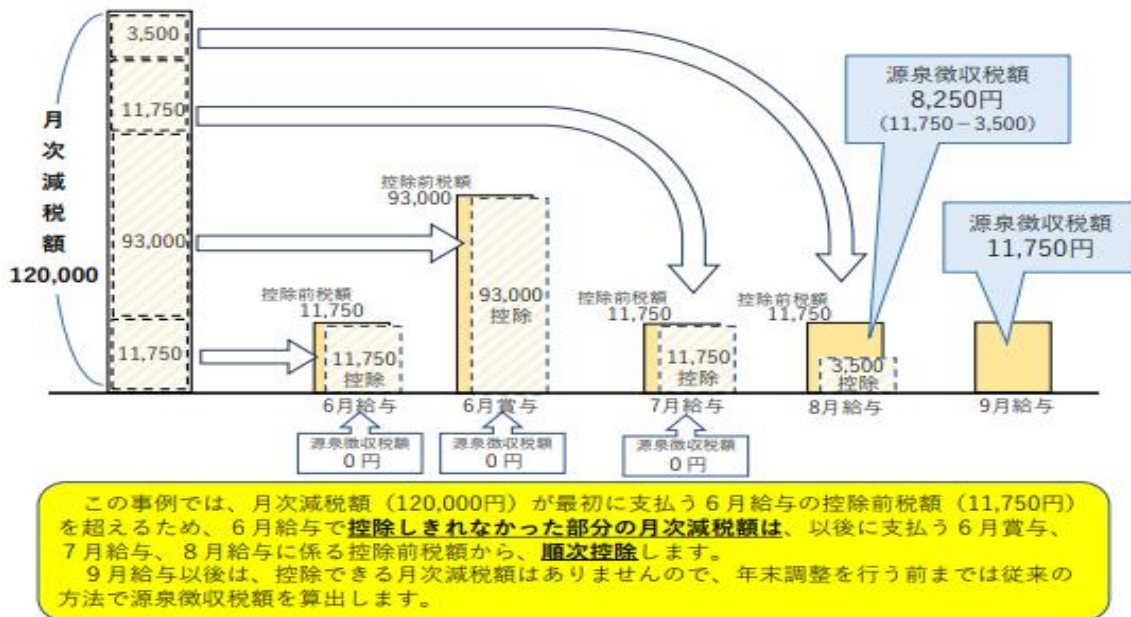 月次減税額
120,000
3,500
11,750
93,000
11,750
控除前税額
11,750
11,750
控除
6月給与
源泉徴収税額
0円
控除前税額
93,000
93,000
控除
6月賞与
源泉徴収税額
0円
控除前税額
11,750
11,750
控除
7月給与
源泉徴収税額
0円
控除前税額
11,750
3,500
控除
8月給与
源泉徴収税額
8,250円
(11,750－3,500)
源泉徴収税額
11,750円
9月給与
この事例では、月次減税額（120,000円）が最初に支払う６月給与の控除前税額（11,750円）
を超えるため、６月給与で控除しきれなかった部分の月次減税額は、以後に支払う６月賞与、
７月給与、８月給与に係る控除前税額から、順次控除します。
９月給与以後は、控除できる月次減税額はありませんので、年末調整を行う前までは従来の
方法で源泉徴収税額を算出します。